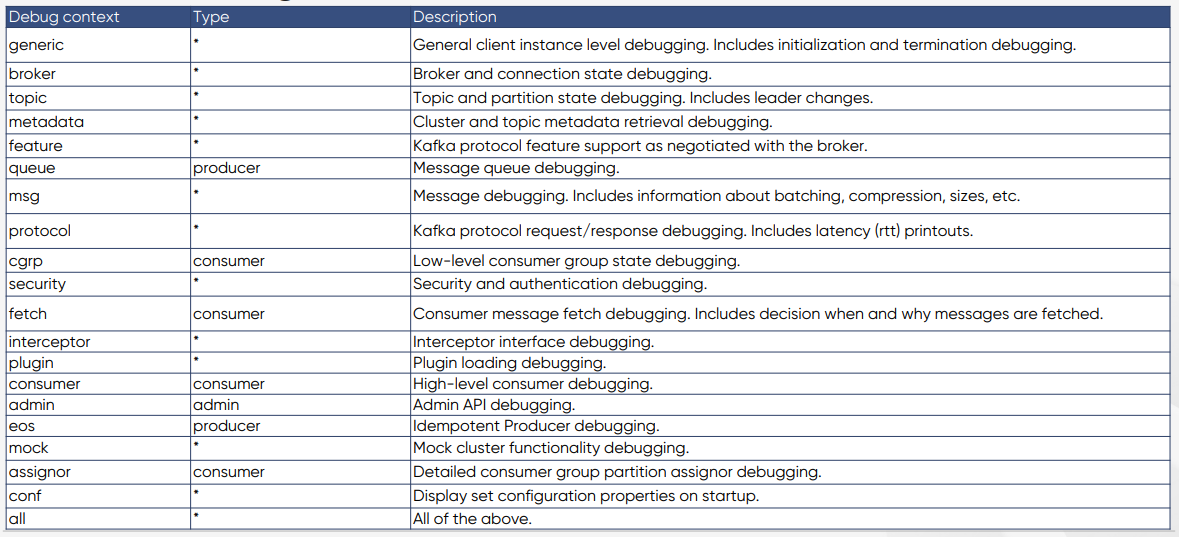 Debug context Type Description
generic * General client instance level debugging. Includes initialization and termination debugging.
broker * Broker and connection state debugging.
topic * Topic and partition state debugging. Includes leader changes.
metadata * Cluster and topic metadata retrieval debugging.
feature * Kafka protocol feature support as negotiated with the broker.
queue producer Message queue debugging.
msg * Message debugging. Includes information about batching, compression, sizes, etc.
protocol * Kafka protocol request/response debugging. Includes latency (rtt) printouts.
cgrp consumer Low-level consumer group state debugging.
security * Security and authentication debugging.
fetch consumer Consumer message fetch debugging. Includes decision when and why messages are fetched.
interceptor * Interceptor interface debugging.
plugin * Plugin loading debugging.
consumer consumer High-level consumer debugging.
admin admin Admin API debugging.
eos producer Idempotent Producer debugging.
mock * Mock cluster functionality debugging.
assignor consumer Detailed consumer group partition assignor debugging.
conf * Display set configuration properties on startup.
all * All of the above.